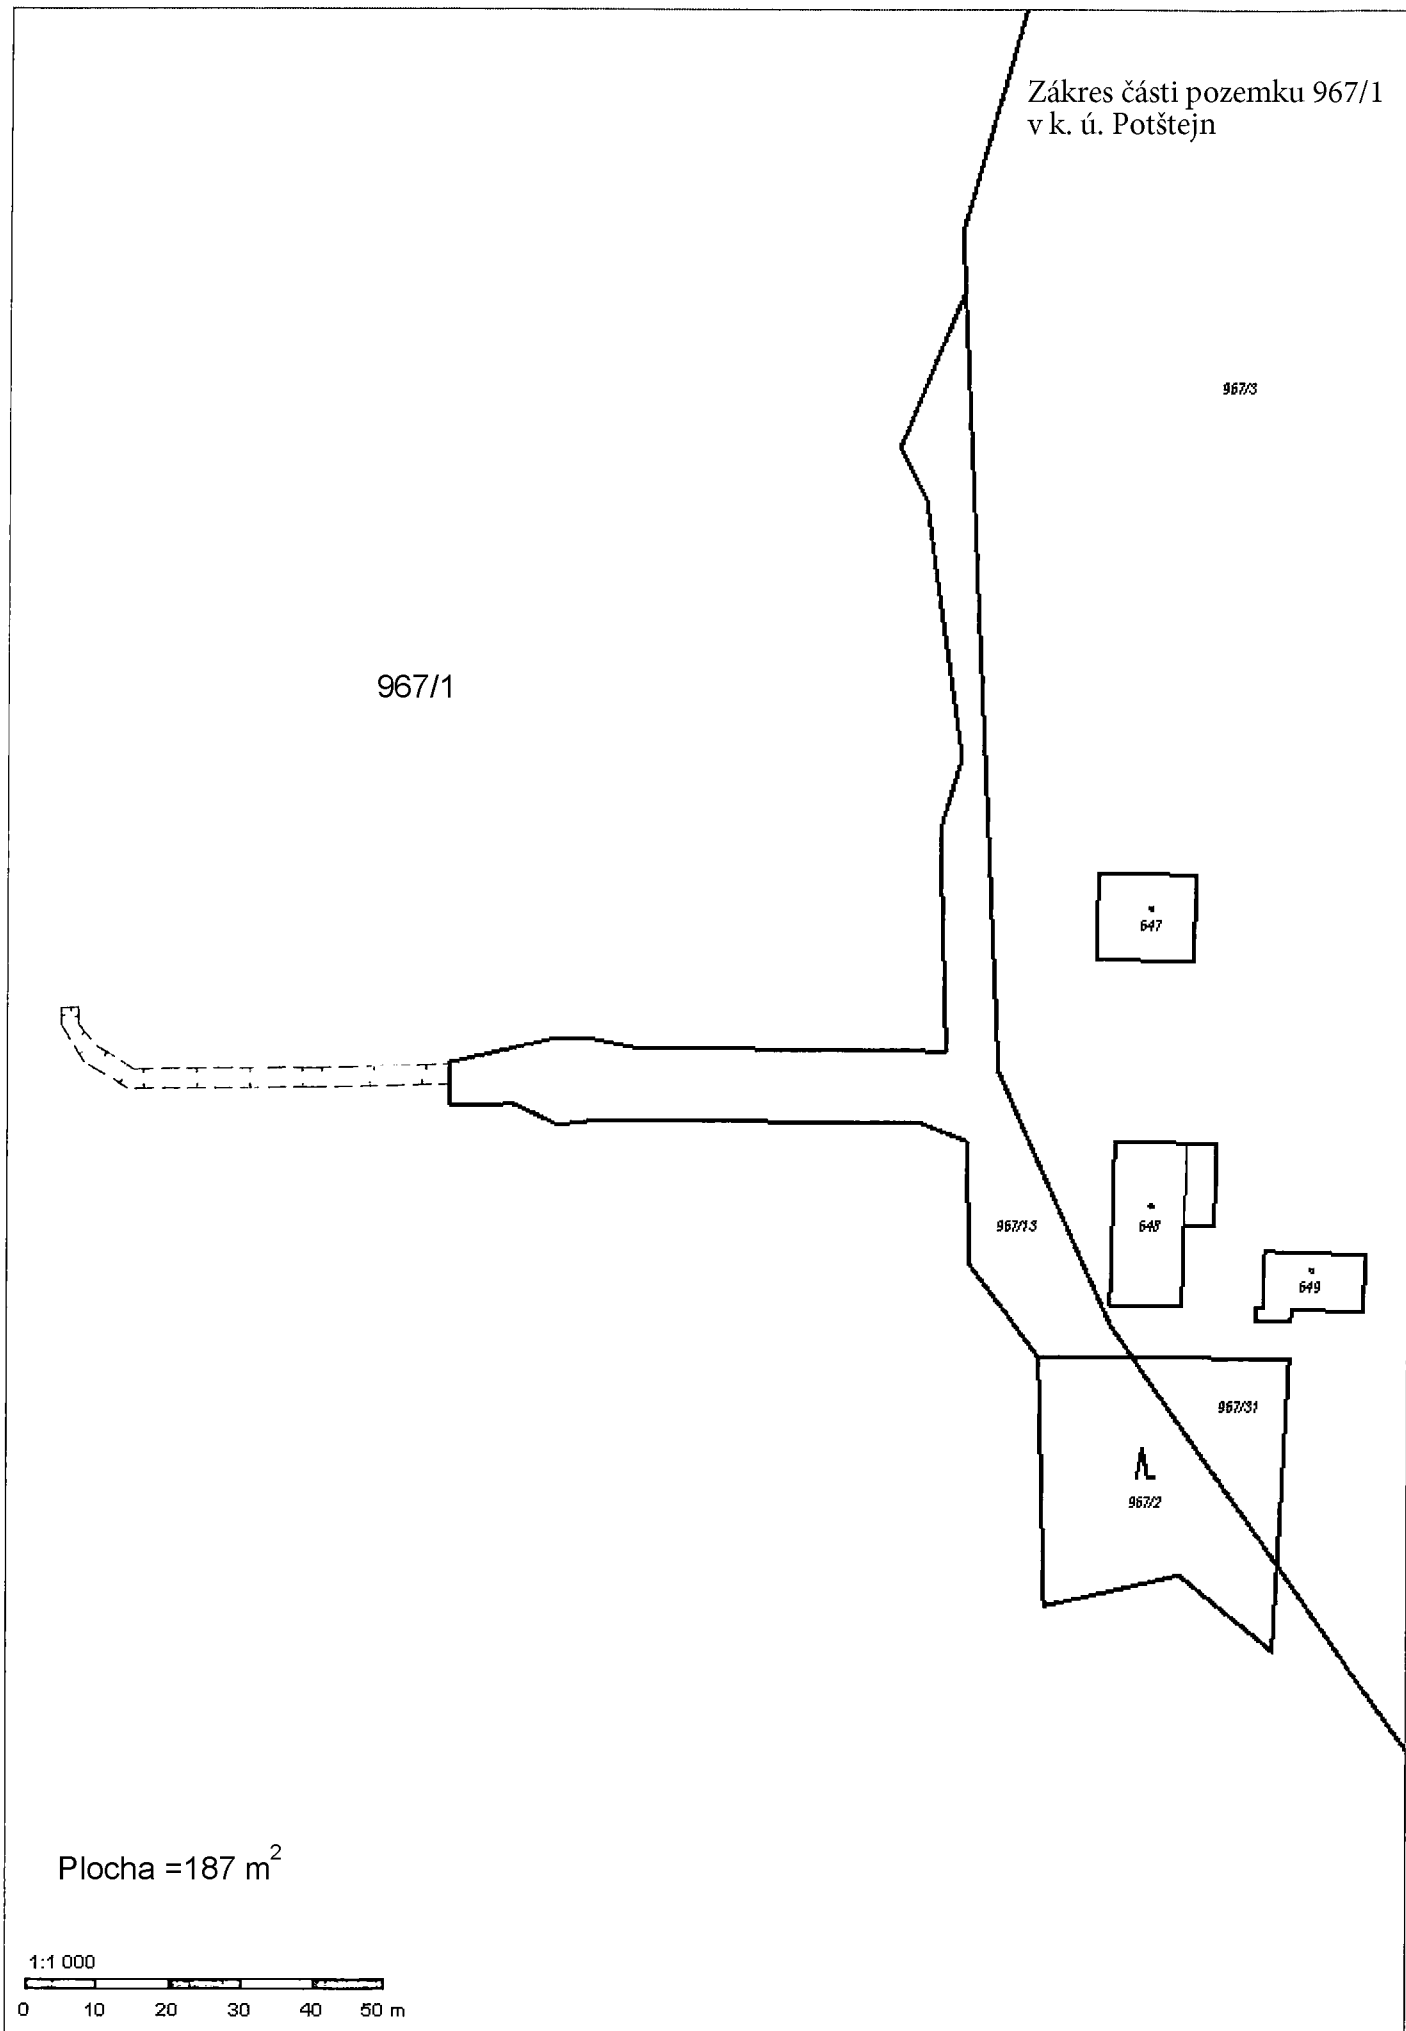 Zákres části pozemku 967/1
v k. ú. Potštejn
967/3
967/1
647
967/13
648
649
967/31
967/2
Plocha =187 m²
1:1 000
0 10 20 30 40 50 m